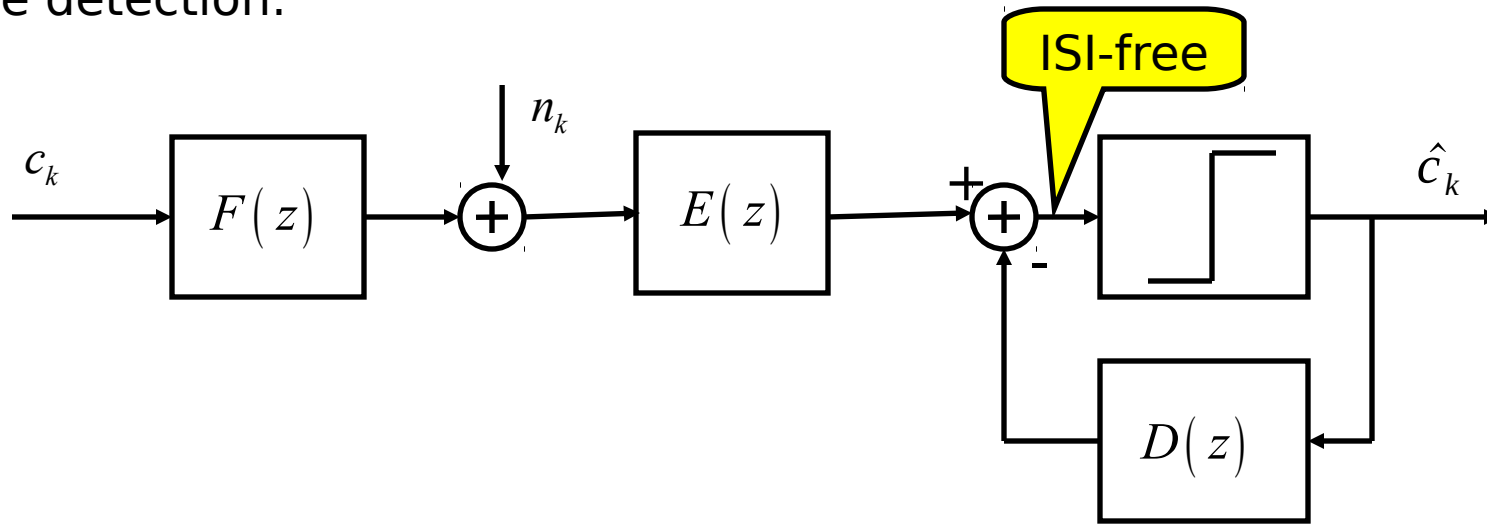 e detection.
ISI-free
n_k
c_k
F(z)
+
E(z)
+
+
-
ĉ_k
D(z)